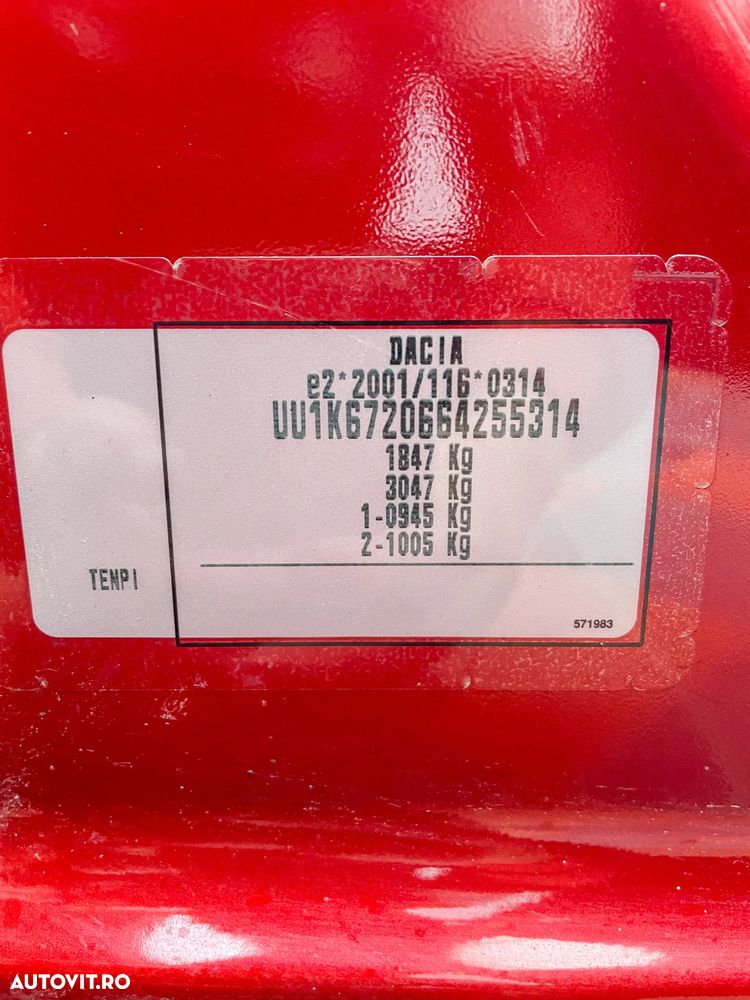 DACIA
e2*2001/116*0314
UU1K6720664255314
1847 Kg
3047 Kg
1-0945 Kg
2-1005 Kg
TENPI
571983
AUTOVIT.RO